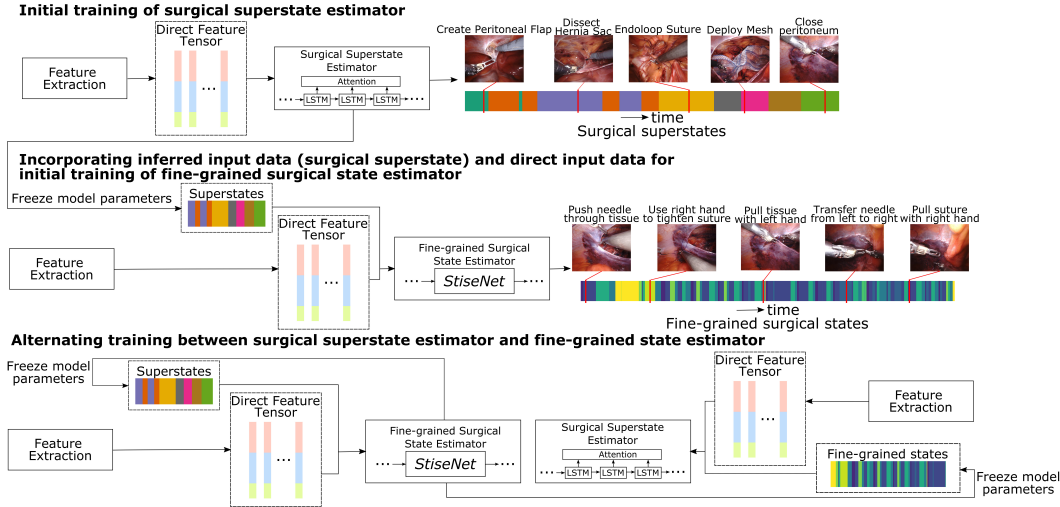 Initial training of surgical superstate estimator
Feature
Extraction
Direct Feature
Tensor
Surgical Superstate
Estimator
Attention
LSTM
LSTM
LSTM
Create Peritoneal Flap
Dissect
Hernia Sac
Endoloop Suture
Deploy Mesh
Close
peritoneum
time
Surgical superstates
Incorporating inferred input data (surgical superstate) and direct input data for
initial training of fine-grained surgical state estimator
Freeze model parameters
Superstates
Feature
Extraction
Direct Feature
Tensor
Fine-grained Surgical
State Estimator
StiseNet
Push needle
through tissue
Use right hand
to tighten suture
Pull tissue
with left hand
Transfer needle
from left to right
Pull suture
with right hand
time
Fine-grained surgical states
Alternating training between surgical superstate estimator and fine-grained state estimator
Freeze model
parameters
Superstates
Feature
Extraction
Direct Feature
Tensor
Fine-grained Surgical
State Estimator
StiseNet
Surgical Superstate
Estimator
Attention
LSTM
LSTM
LSTM
Direct Feature
Tensor
Feature
Extraction
Fine-grained states
Freeze model
parameters